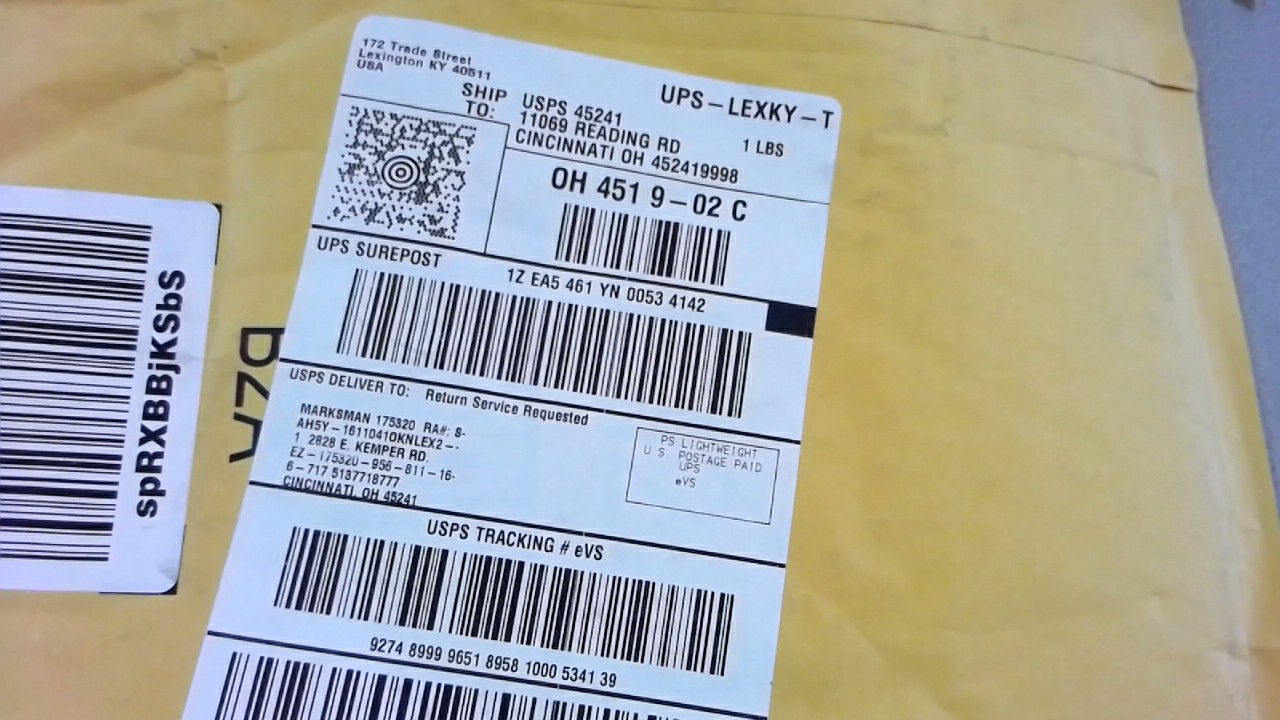 172 Trade Street
Lexington KY 40511
USA
UPS-LEXKY-T
SHIP
TO:
USPS 45241
11069 READING RD
CINCINNATI OH 452419998
1 LBS
OH 451 9-02 C
UPS SUREPOST
1Z EA5 461 YN 0053 4142
USPS DELIVER TO:
Return Service Requested
MARKSMAN 175320 RA#: S-
AH5Y-16110410KNLEX2--
1 2828 E. KEMPER RD.
EZ-175320-956-811-16-
6-717 5137718777
CINCINNATI, OH 45241
PS LIGHTWEIGHT
U S POSTAGE PAID
UPS
eVS
USPS TRACKING # eVS
9274 8999 9651 8958 1000 5341 39
spRXBBjKSbS